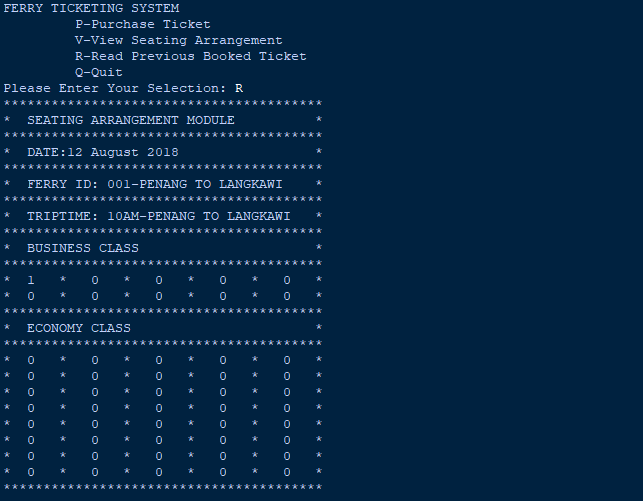 FERRY TICKETING SYSTEM
P-Purchase Ticket
V-View Seating Arrangement
R-Read Previous Booked Ticket
Q-Quit
Please Enter Your Selection: R
****************************************
*  SEATING ARRANGEMENT MODULE          *
****************************************
*  DATE:12 August 2018                 *
****************************************
*  FERRY ID: 001-PENANG TO LANGKAWI    *
****************************************
*  TRIPTIME: 10AM-PENANG TO LANGKAWI   *
****************************************
*  BUSINESS CLASS                      *
****************************************
*  1   *   0   *   0   *   0   *   0   *
*  0   *   0   *   0   *   0   *   0   *
****************************************
*  ECONOMY CLASS                       *
****************************************
*  0   *   0   *   0   *   0   *   0   *
*  0   *   0   *   0   *   0   *   0   *
*  0   *   0   *   0   *   0   *   0   *
*  0   *   0   *   0   *   0   *   0   *
*  0   *   0   *   0   *   0   *   0   *
*  0   *   0   *   0   *   0   *   0   *
*  0   *   0   *   0   *   0   *   0   *
*  0   *   0   *   0   *   0   *   0   *
****************************************